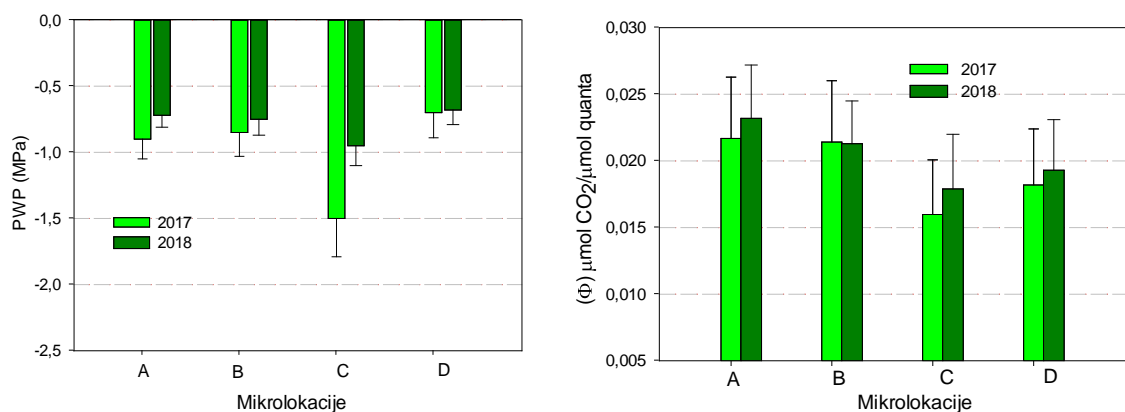 0,0
-0,5
-1,0
-1,5
-2,0
-2,5
PWP (MPa)
2017
2018
A B C D
Mikrolokacije
0,030
0,025
0,020
0,015
0,010
0,005
(Φ) μmol CO2/μmol quanta
2017
2018
A B C D
Mikrolokacije